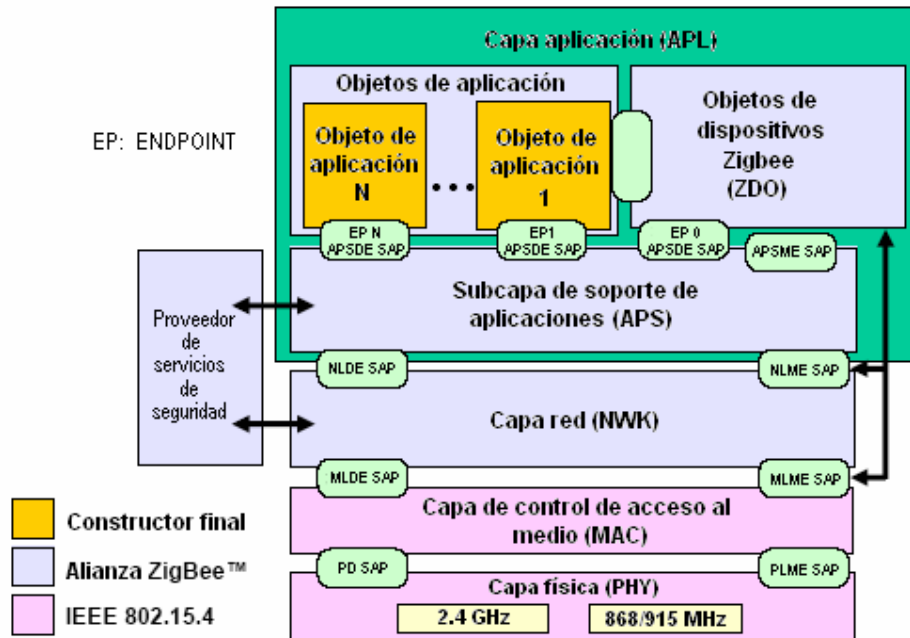 Capa aplicación (APL)
Objetos de aplicación
Objeto de
aplicación
N
...
Objeto de
aplicación
1
Objetos de
dispositivos
Zigbee
(ZDO)
EP: ENDPOINT
EP N
APSDE SAP
EP1
APSDE SAP
EP 0
APSDE SAP
APSME SAP
Subcapa de soporte de
aplicaciones (APS)
Proveedor
de
servicios
de
seguridad
NLDE SAP
NLME SAP
Capa red (NWK)
MLDE SAP
MLME SAP
Capa de control de acceso al
medio (MAC)
PD SAP
PLME SAP
Capa física (PHY)
2.4 GHz
868/915 MHz
Constructor final
Alianza ZigBee™
IEEE 802.15.4